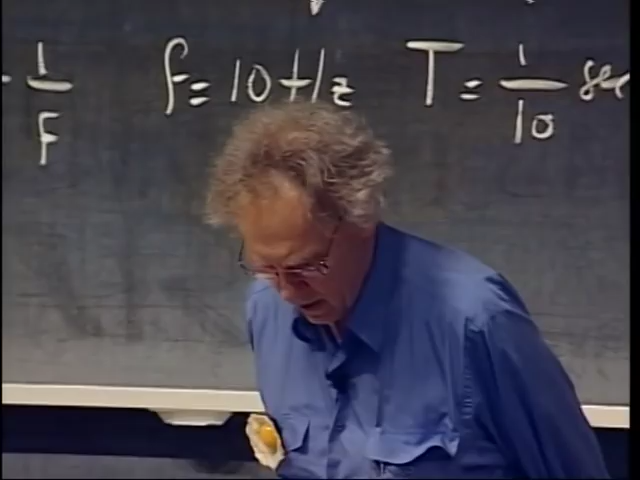 1/F f = 10 Hz T = 1/10 sec